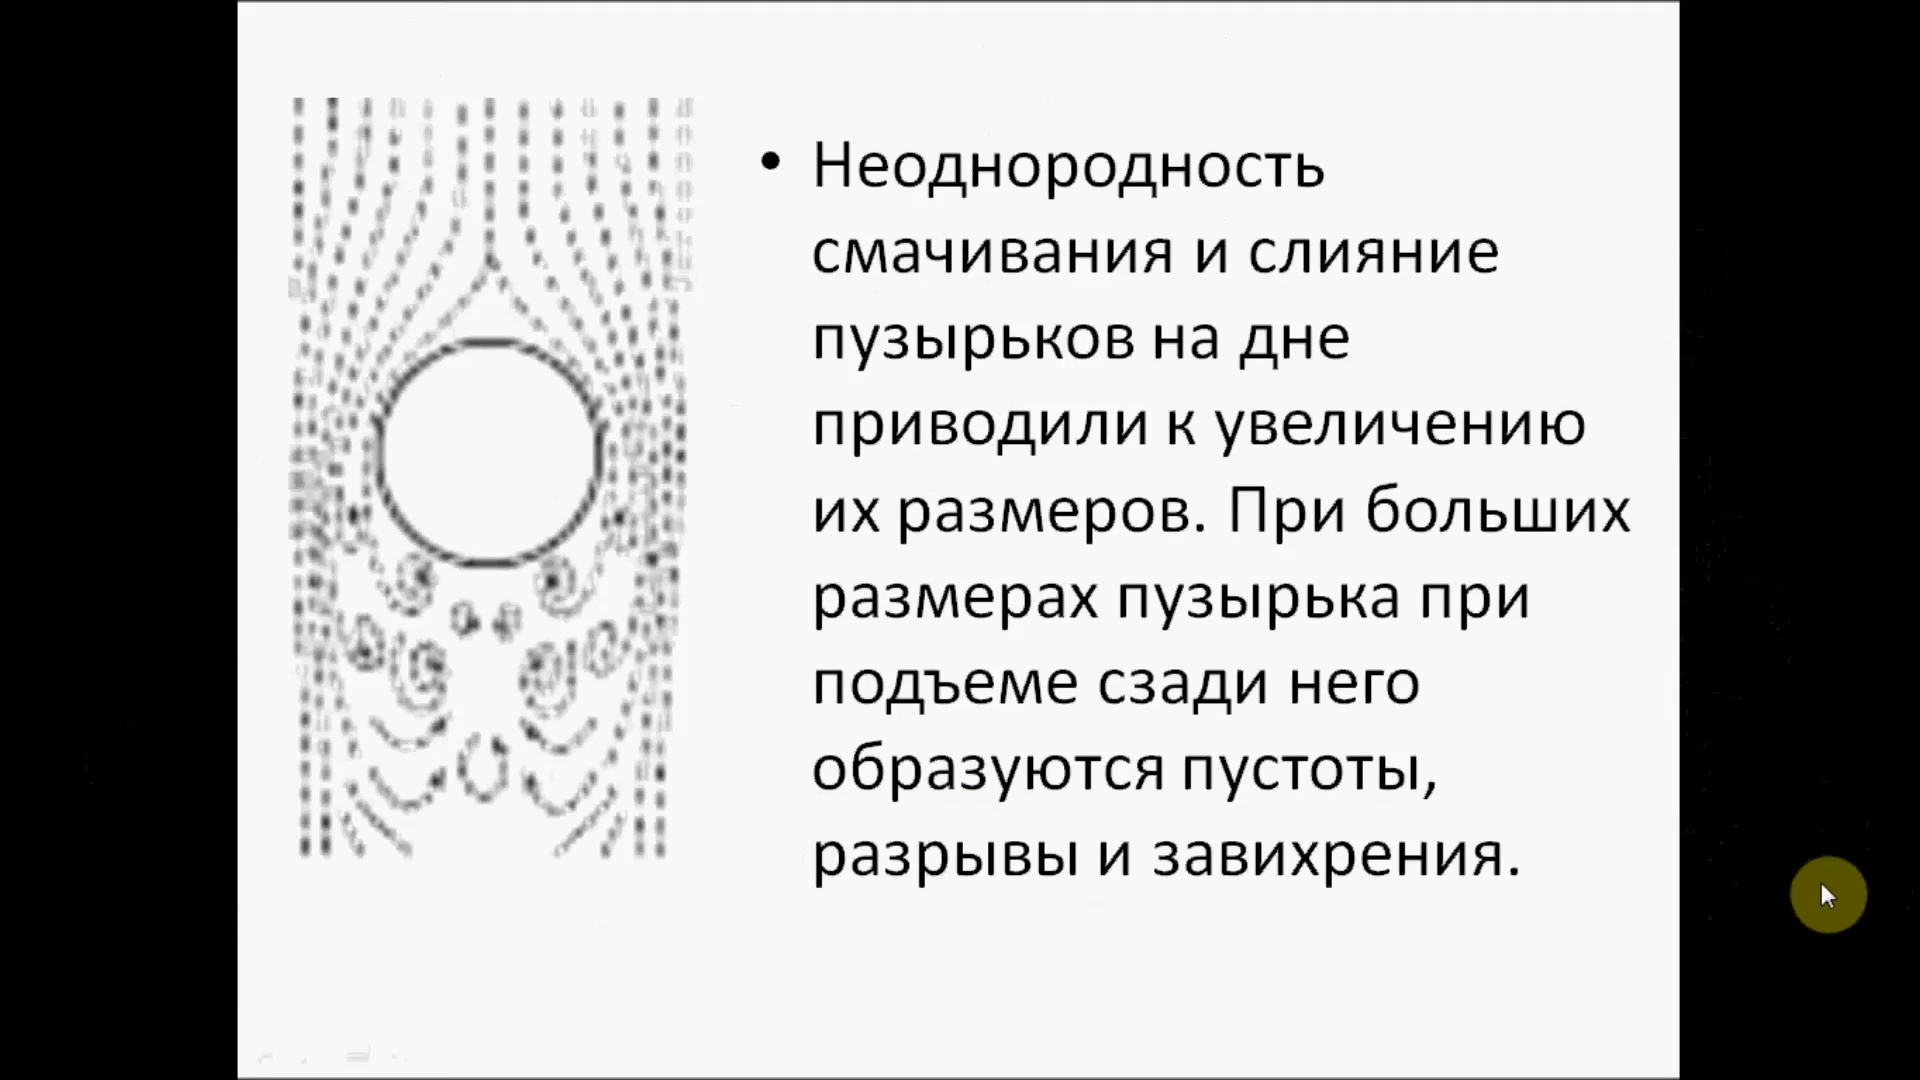 • Неоднородность
смачивания и слияние
пузырьков на дне
приводили к увеличению
их размеров. При больших
размерах пузырька при
подъеме сзади него
образуются пустоты,
разрывы и завихрения.